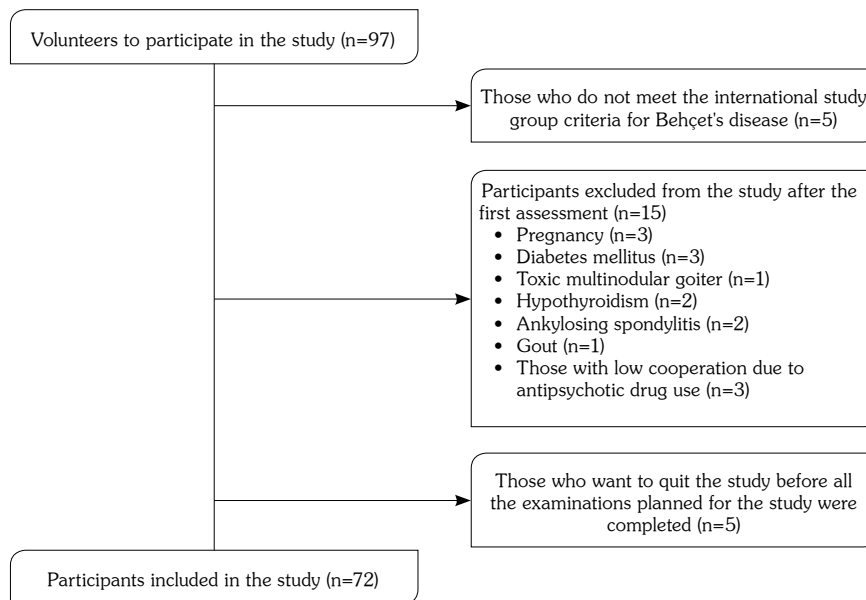 Volunteers to participate in the study (n=97)
Those who do not meet the international study
group criteria for Behçet's disease (n=5)
Participants excluded from the study after the
first assessment (n=15)
• Pregnancy (n=3)
• Diabetes mellitus (n=3)
• Toxic multinodular goiter (n=1)
• Hypothyroidism (n=2)
• Ankylosing spondylitis (n=2)
• Gout (n=1)
• Those with low cooperation due to
antipsychotic drug use (n=3)
Those who want to quit the study before all
the examinations planned for the study were
completed (n=5)
Participants included in the study (n=72)